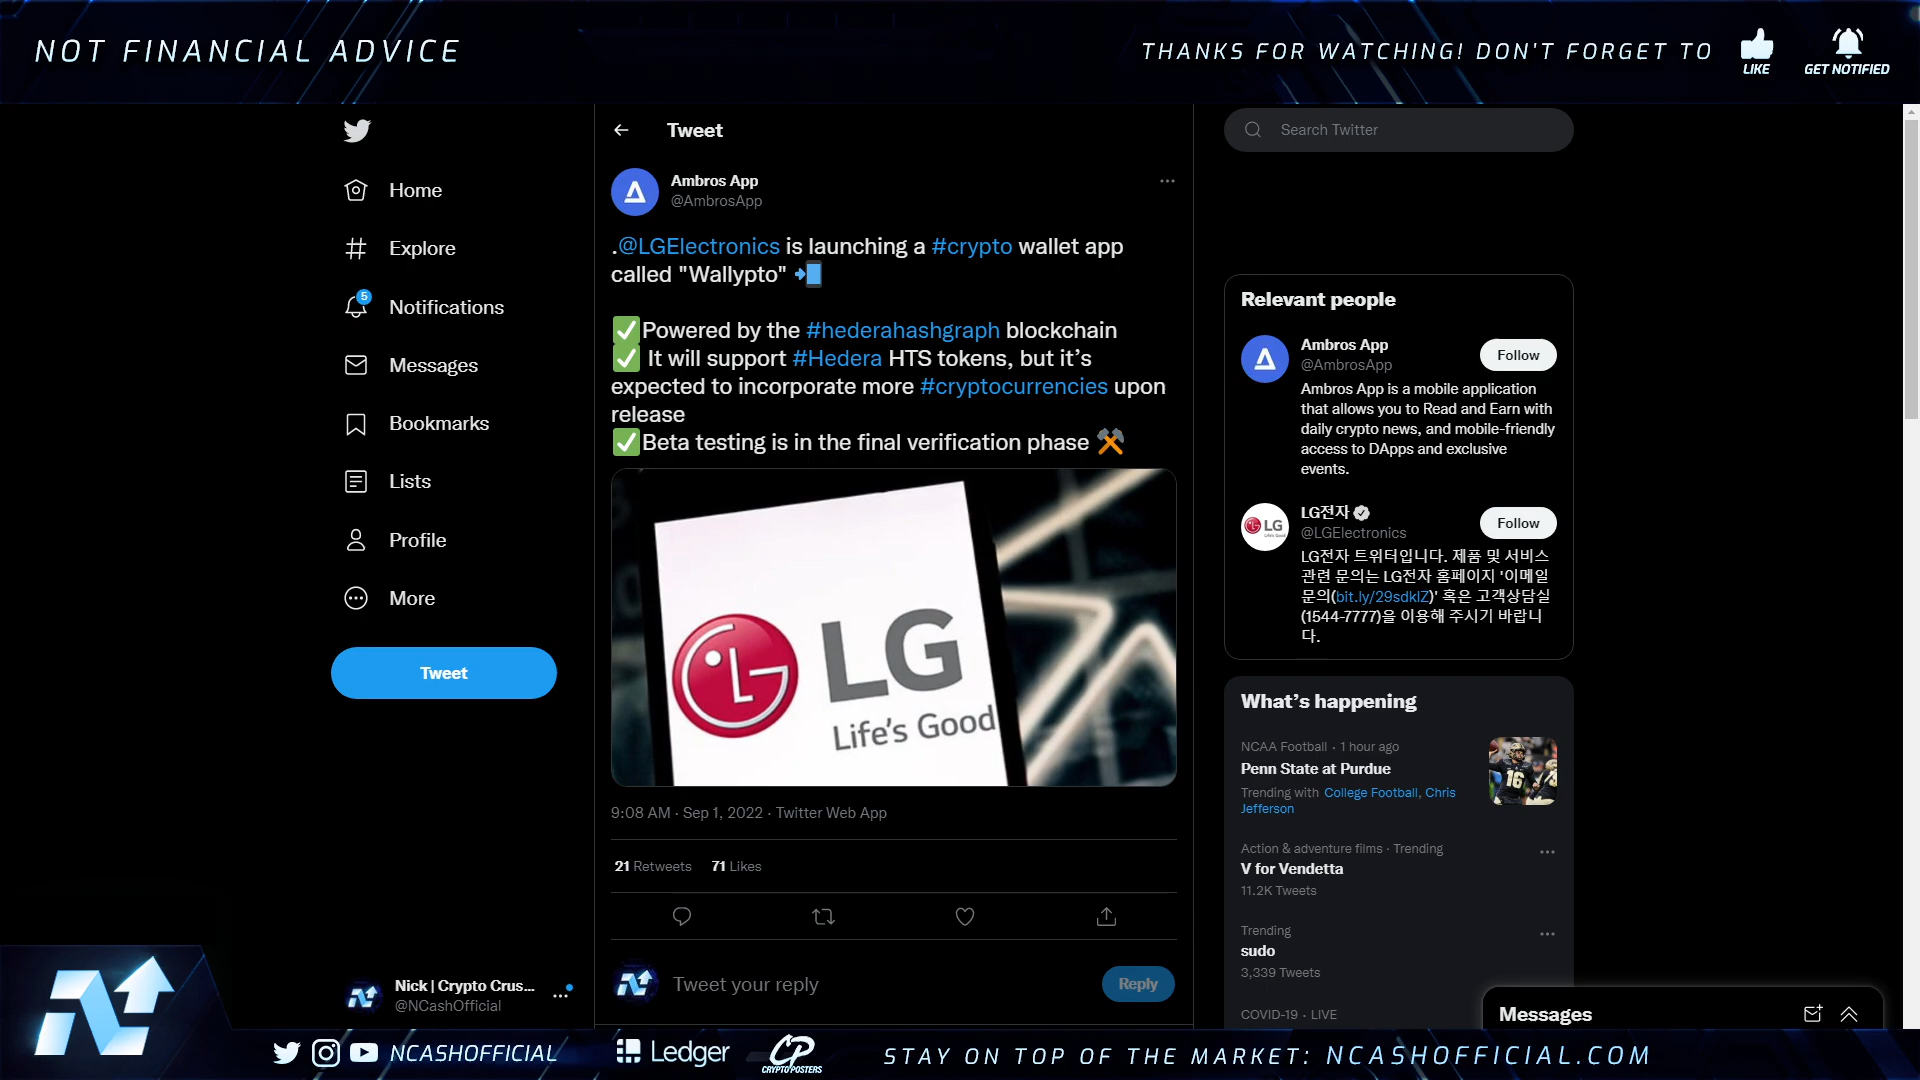 NOT FINANCIAL ADVICE
THANKS FOR WATCHING! DON'T FORGET TO
LIKE
GET NOTIFIED
Home
Explore
5
Notifications
Messages
Bookmarks
Lists
Profile
More
Tweet
Nick | Crypto Crus...
@NCashOfficial
Tweet
Ambros App
@AmbrosApp
.@LGElectronics is launching a #crypto wallet app
called "Wallypto" 📲
✅Powered by the #hederahashgraph blockchain
✅ It will support #Hedera HTS tokens, but it’s
expected to incorporate more #cryptocurrencies upon
release
✅Beta testing is in the final verification phase ⚒️
LG
Life's Good
9:08 AM · Sep 1, 2022 · Twitter Web App
21 Retweets 71 Likes
Tweet your reply
Reply
Search Twitter
Relevant people
Ambros App
@AmbrosApp
Follow
Ambros App is a mobile application
that allows you to Read and Earn with
daily crypto news, and mobile-friendly
access to DApps and exclusive
events.
LG
LG전자
@LGElectronics
Follow
LG전자 트위터입니다. 제품 및 서비스
관련 문의는 LG전자 홈페이지 '이메일
문의(bit.ly/29sdklZ)' 혹은 고객상담실
(1544-7777)을 이용해 주시기 바랍니
다.
What’s happening
NCAA Football · 1 hour ago
Penn State at Purdue
Trending with College Football, Chris
Jefferson
16
Action & adventure films · Trending
V for Vendetta
11.2K Tweets
Trending
sudo
3,339 Tweets
COVID-19 · LIVE
Messages
NCASHOFFICIAL
Ledger
CP
CRYPTOPOSTERS
STAY ON TOP OF THE MARKET: NCASHOFFICIAL.COM